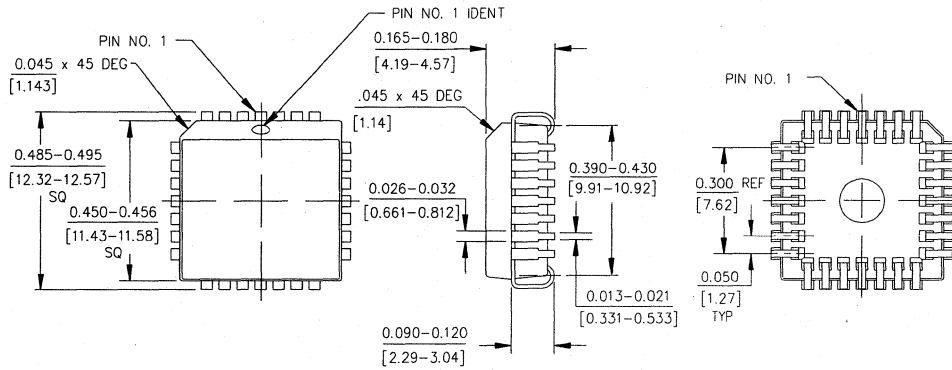 PIN NO. 1 IDENT
PIN NO. 1
0.045 x 45 DEG
[1.143]
0.485-0.495
[12.32-12.57]
SQ
0.450-0.456
[11.43-11.58]
SQ
0.165-0.180
[4.19-4.57]
.045 x 45 DEG
[1.14]
0.026-0.032
[0.661-0.812]
0.390-0.430
[9.91-10.92]
0.013-0.021
[0.331-0.533]
0.090-0.120
[2.29-3.04]
PIN NO. 1
0.300 REF
[7.62]
0.050
[1.27]
TYP